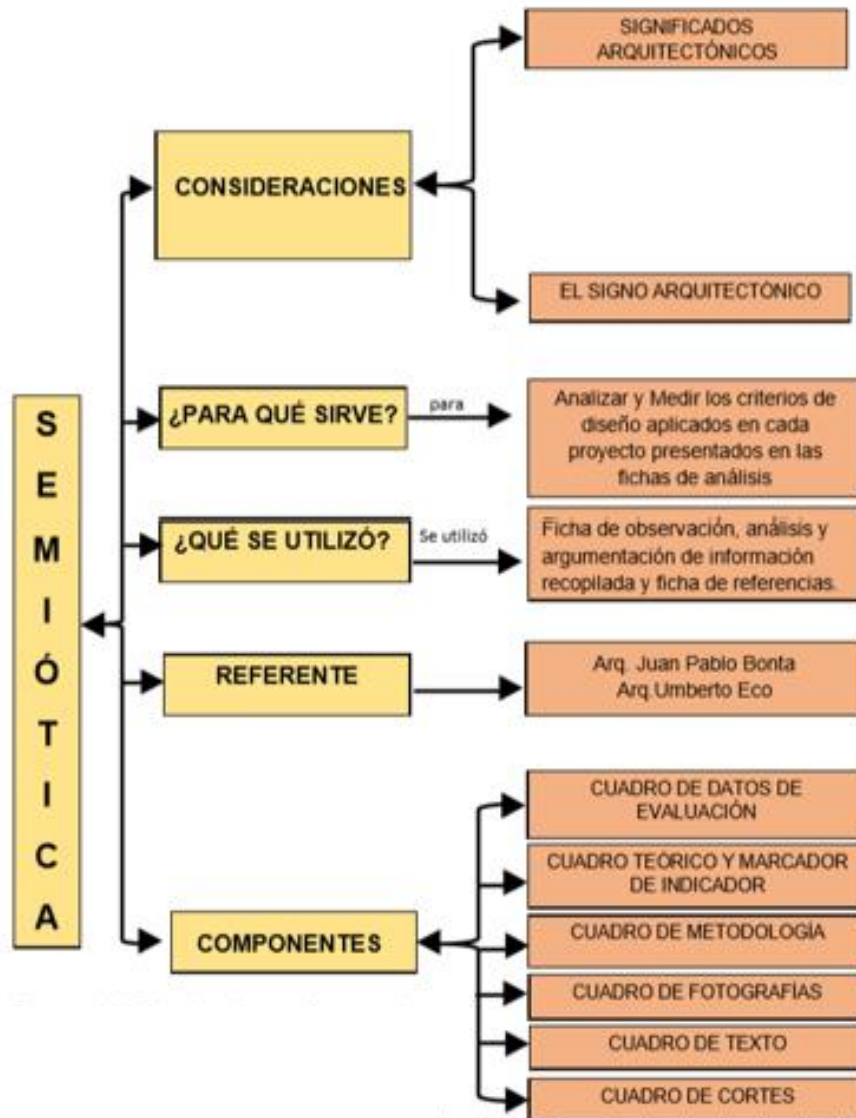 SEMIÓTICA
CONSIDERACIONES
SIGNIFICADOS
ARQUITECTÓNICOS
EL SIGNO ARQUITECTÓNICO
¿PARA QUÉ SIRVE?
para
Analizar y Medir los criterios de
diseño aplicados en cada
proyecto presentados en las
fichas de análisis
¿QUÉ SE UTILIZÓ?
Se utilizó
Ficha de observación, análisis y
argumentación de información
recopilada y ficha de referencias.
REFERENTE
Arq. Juan Pablo Bonta
Arq.Umberto Eco
COMPONENTES
CUADRO DE DATOS DE
EVALUACIÓN
CUADRO TEÓRICO Y MARCADOR
DE INDICADOR
CUADRO DE METODOLOGÍA
CUADRO DE FOTOGRAFÍAS
CUADRO DE TEXTO
CUADRO DE CORTES